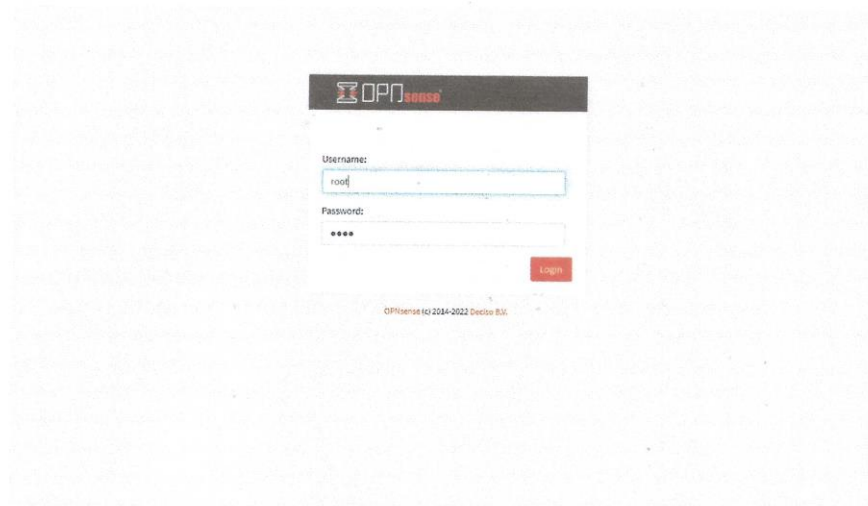 OPNsense
Username:
root
Password:
••••
Login
OPNsense (c) 2014-2022 Deciso B.V.